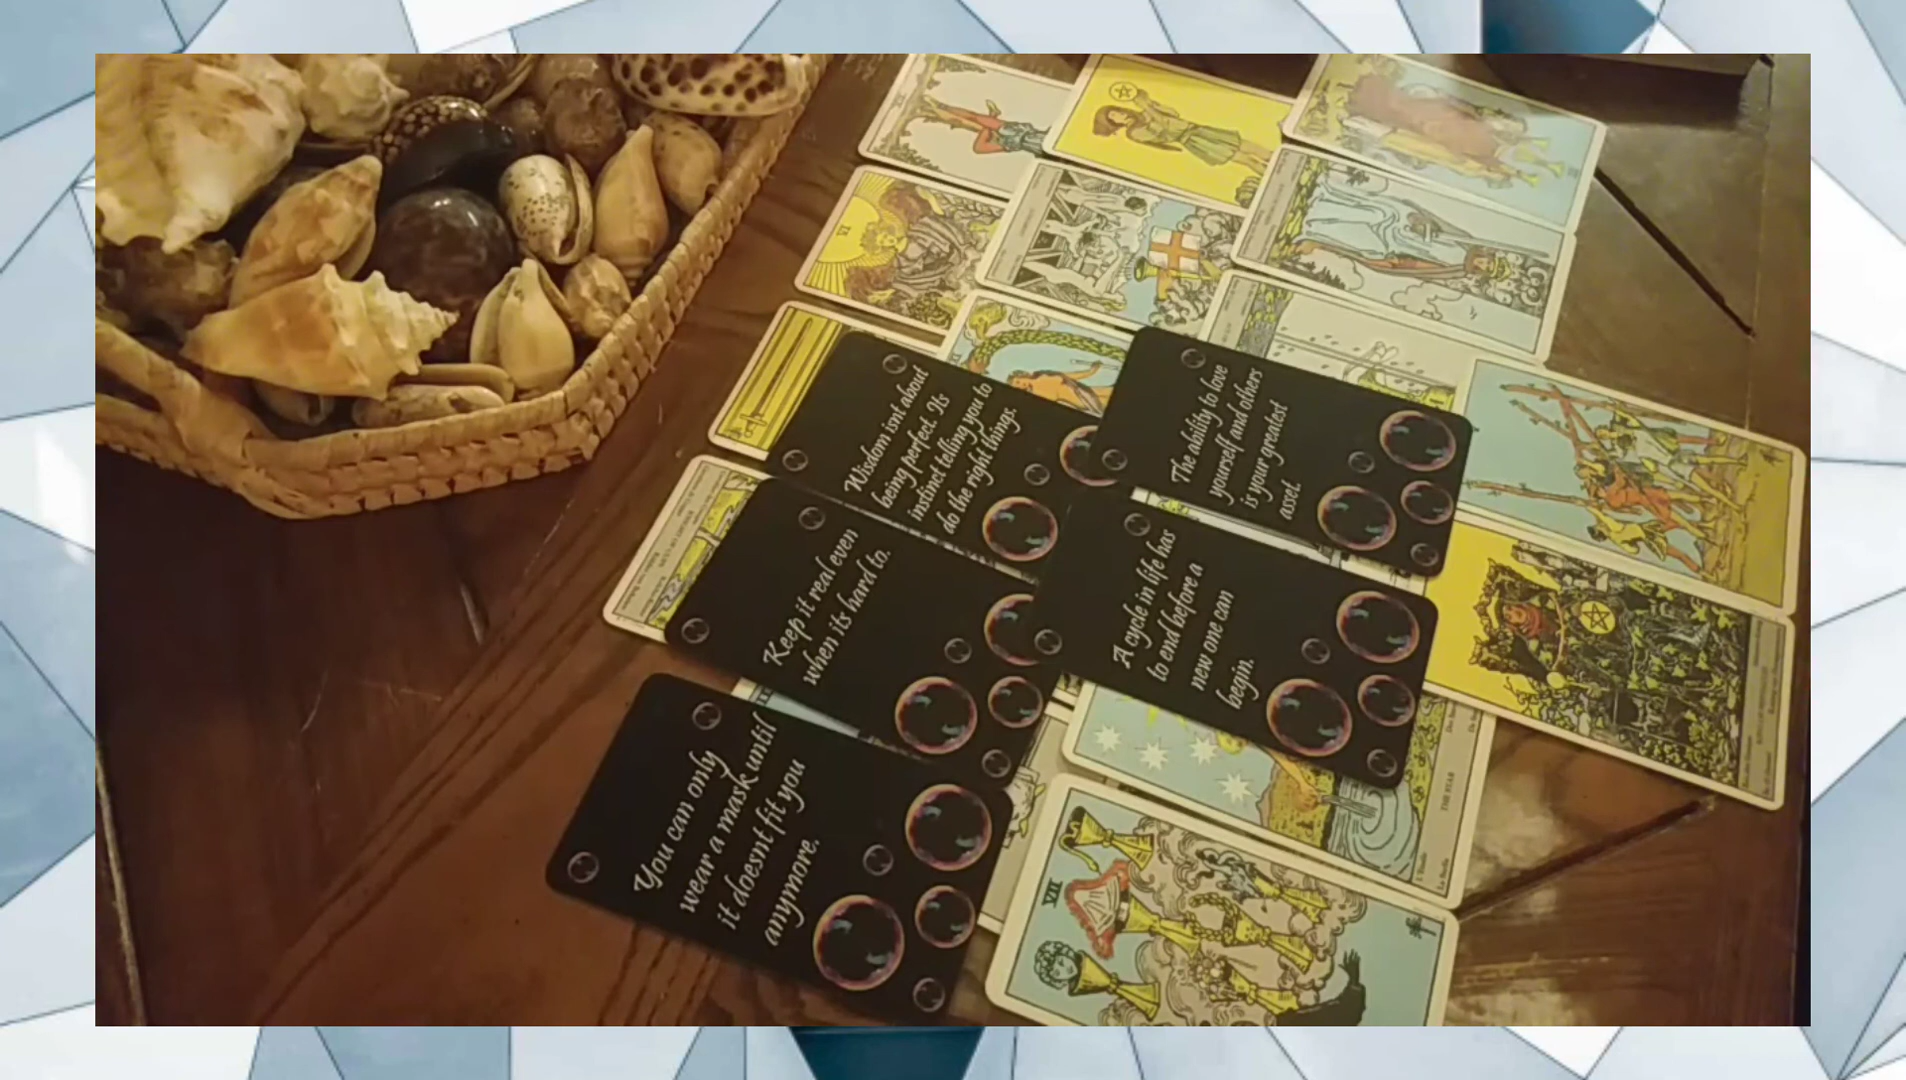 Wisdom isnt about
being perfect. Its
instinct telling you to
do the right things.
The ability to love
yourself and others
is your greatest
asset.
Keep it real even
when its hard to.
A cycle in life has
to end before a
new one can
begin.
You can only
wear a mask until
it doesnt fit you
anymore.
THE STAR
VII
VI